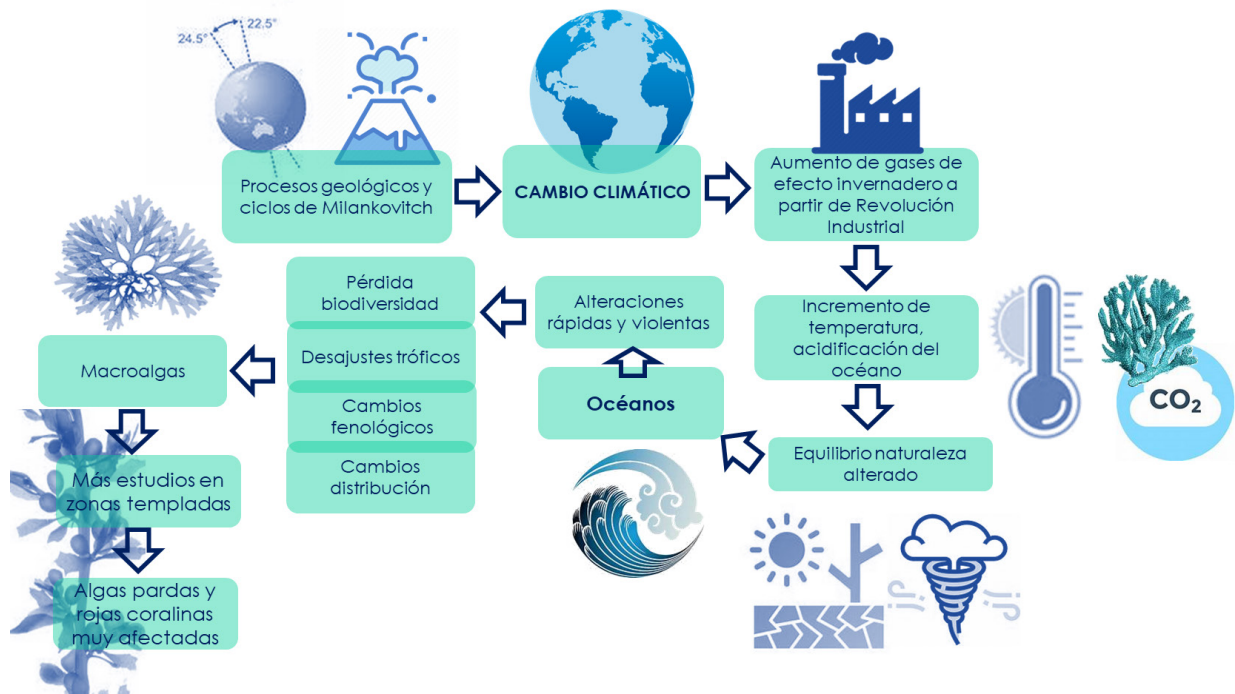 22.5°
24.5°
Procesos geológicos y
ciclos de Milankovitch
CAMBIO CLIMÁTICO
Aumento de gases de
efecto invernadero a
partir de Revolución
Industrial
Incremento de
temperatura,
acidificación del
océano
CO₂
Equilibrio naturaleza
alterado
Océanos
Alteraciones
rápidas y violentas
Pérdida
biodiversidad
Desajustes tróficos
Cambios
fenológicos
Cambios
distribución
Macroalgas
Más estudios en
zonas templadas
Algas pardas y
rojas coralinas
muy afectadas